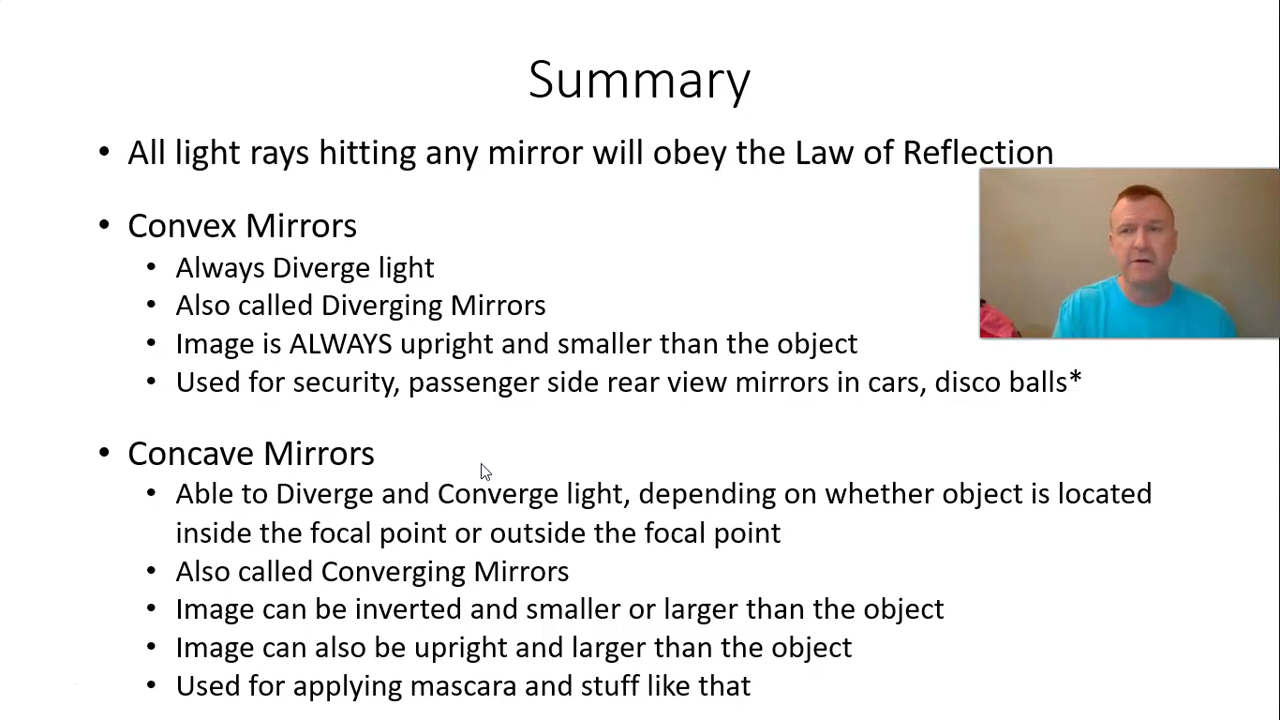 Summary
• All light rays hitting any mirror will obey the Law of Reflection
• Convex Mirrors
• Always Diverge light
• Also called Diverging Mirrors
• Image is ALWAYS upright and smaller than the object
• Used for security, passenger side rear view mirrors in cars, disco balls*
• Concave Mirrors
• Able to Diverge and Converge light, depending on whether object is located
inside the focal point or outside the focal point
• Also called Converging Mirrors
• Image can be inverted and smaller or larger than the object
• Image can also be upright and larger than the object
• Used for applying mascara and stuff like that